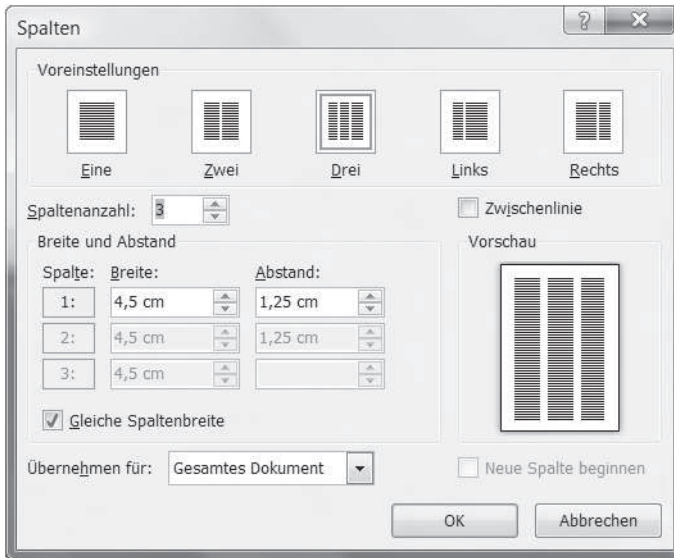 Spalten
Voreinstellungen
Eine Zwei Drei Links Rechts
Spaltenanzahl: 3
Zwischenlinie
Breite und Abstand
Vorschau
Spalte: Breite: Abstand:
1: 4,5 cm 1,25 cm
2: 4,5 cm 1,25 cm
3: 4,5 cm
Gleiche Spaltenbreite
Übernehmen für: Gesamtes Dokument
Neue Spalte beginnen
OK Abbrechen